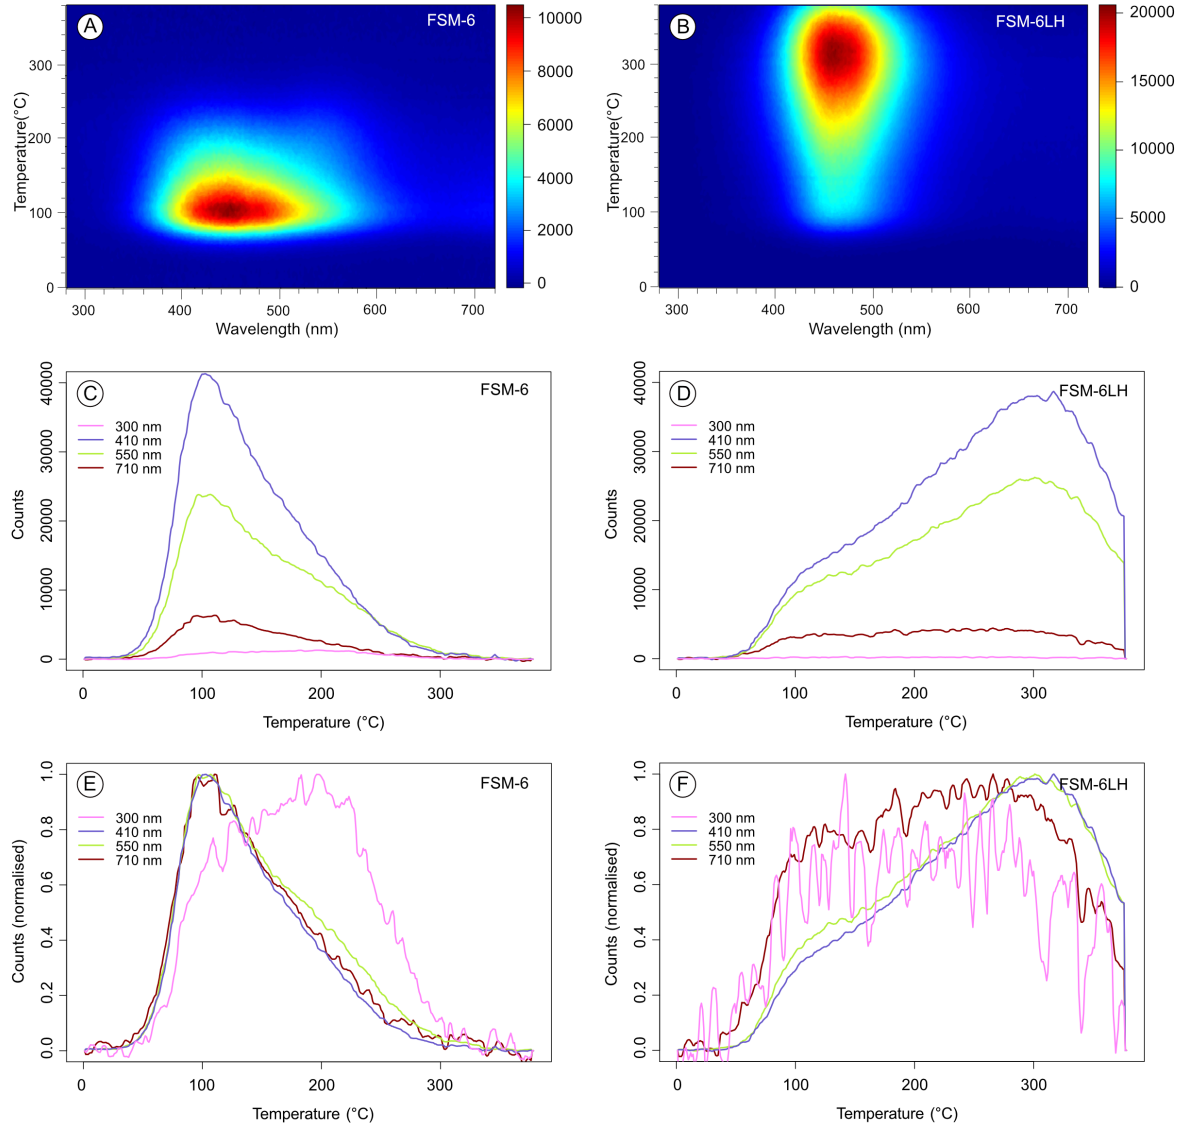 A
FSM-6
300
200
100
0
Temperature(°C)
300
400
500
600
700
Wavelength (nm)
10000
8000
6000
4000
2000
0
B
FSM-6LH
300
200
100
0
Temperature(°C)
300
400
500
600
700
Wavelength (nm)
20000
15000
10000
5000
0
C
FSM-6
300 nm
410 nm
550 nm
710 nm
40000
30000
20000
10000
0
Counts
0
100
200
300
Temperature (°C)
D
FSM-6LH
300 nm
410 nm
550 nm
710 nm
40000
30000
20000
10000
0
Counts
0
100
200
300
Temperature (°C)
E
FSM-6
300 nm
410 nm
550 nm
710 nm
1.0
0.8
0.6
0.4
0.2
0.0
Counts (normalised)
0
100
200
300
Temperature (°C)
F
FSM-6LH
300 nm
410 nm
550 nm
710 nm
1.0
0.8
0.6
0.4
0.2
0.0
Counts (normalised)
0
100
200
300
Temperature (°C)